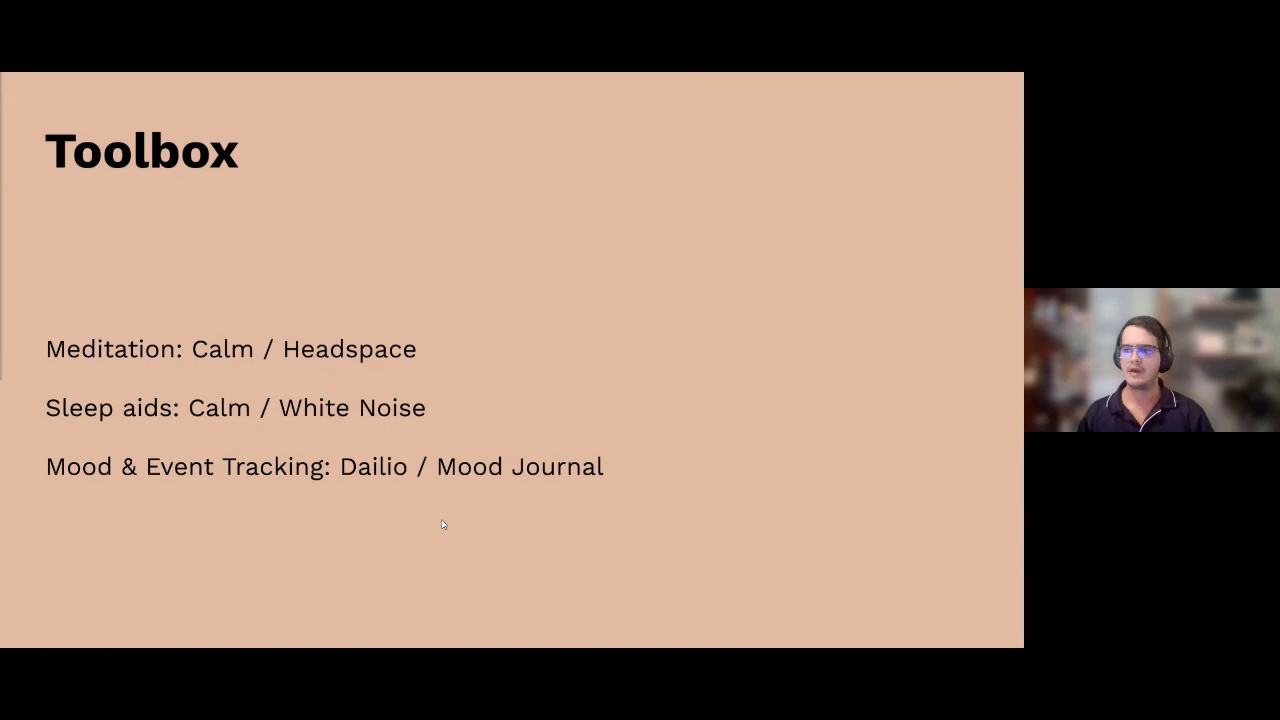 Toolbox
Meditation: Calm / Headspace
Sleep aids: Calm / White Noise
Mood & Event Tracking: Dailio / Mood Journal